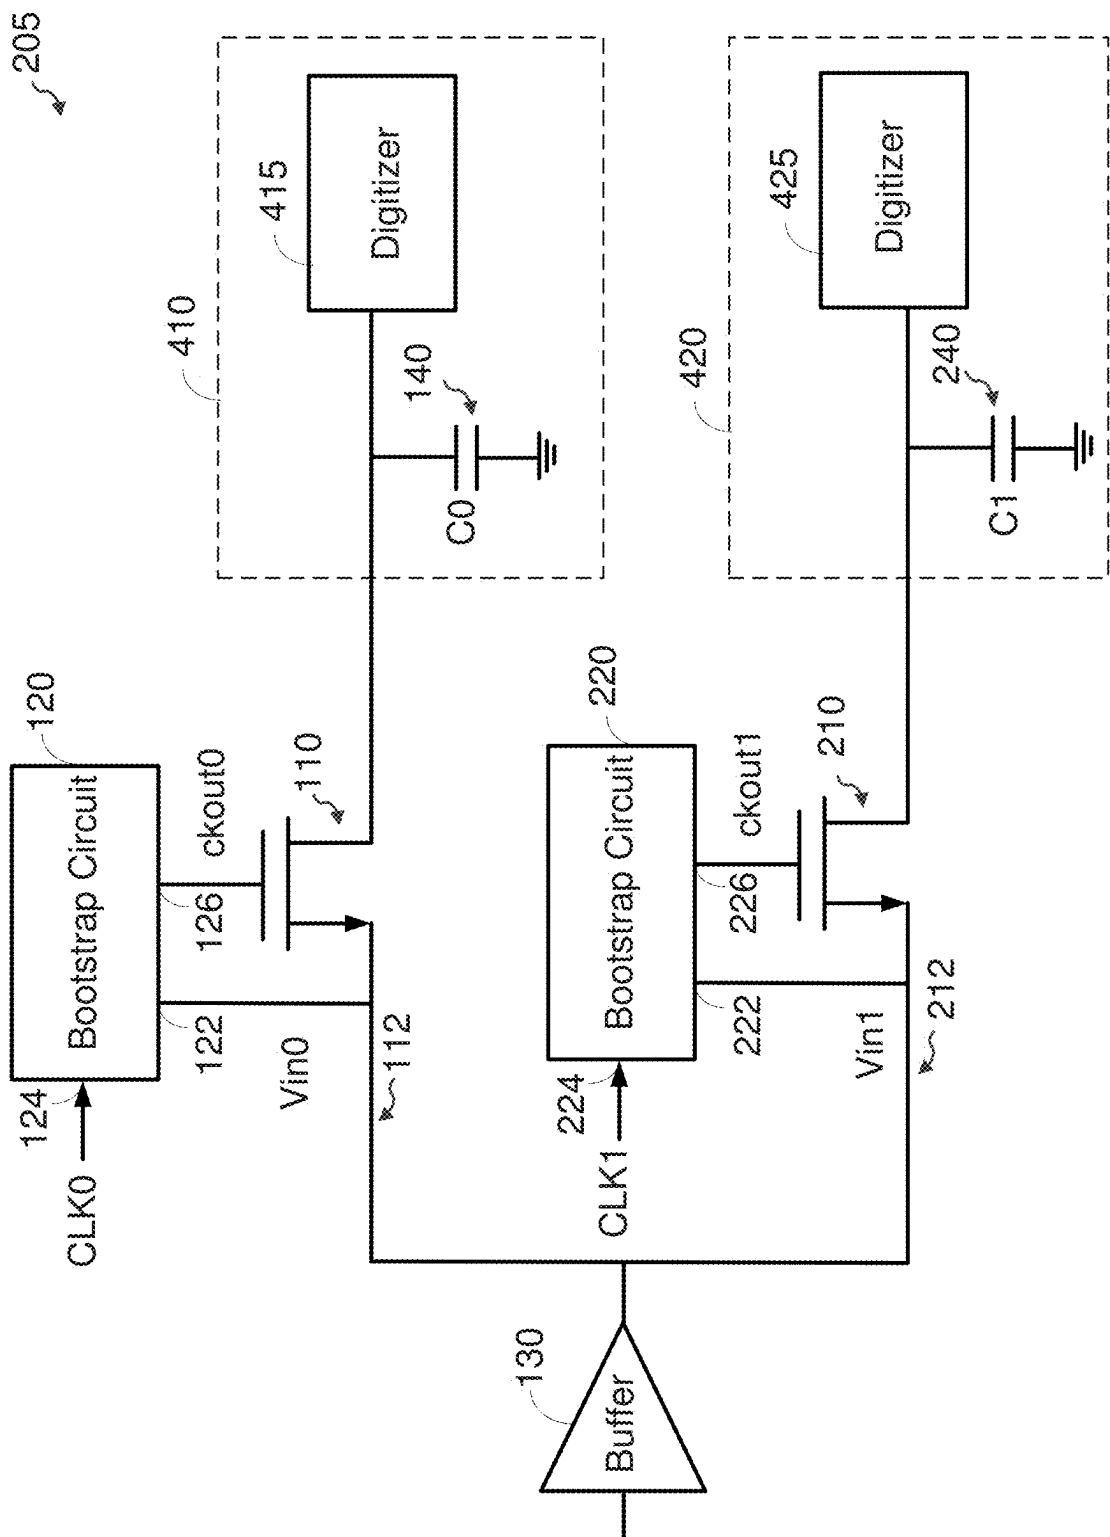 205
120
Bootstrap Circuit
124
CLK0
122
126
ckout0
Vin0
110
112
410
415
Digitizer
140
C0
220
Bootstrap Circuit
224
CLK1
222
226
ckout1
Vin1
210
212
420
425
Digitizer
240
C1
130
Buffer